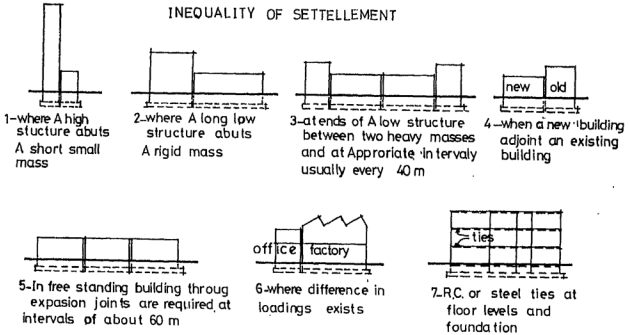 INEQUALITY OF SETTELLEMENT
1-where A high
stucture abuts
A short small
mass
2-where A long low
structure abuts
A rigid mass
3-at ends of A low structure
between two heavy masses
and at Approriate intervaly
usually every 40 m
new old
4-when a new building
adjoint an existing
building
5-In free standing building throug
expasion joints are required at
intervals of about 60 m
office factory
6-where difference in
loadings exists
ties
7-R.C. or steel ties at
floor levels and
foundation